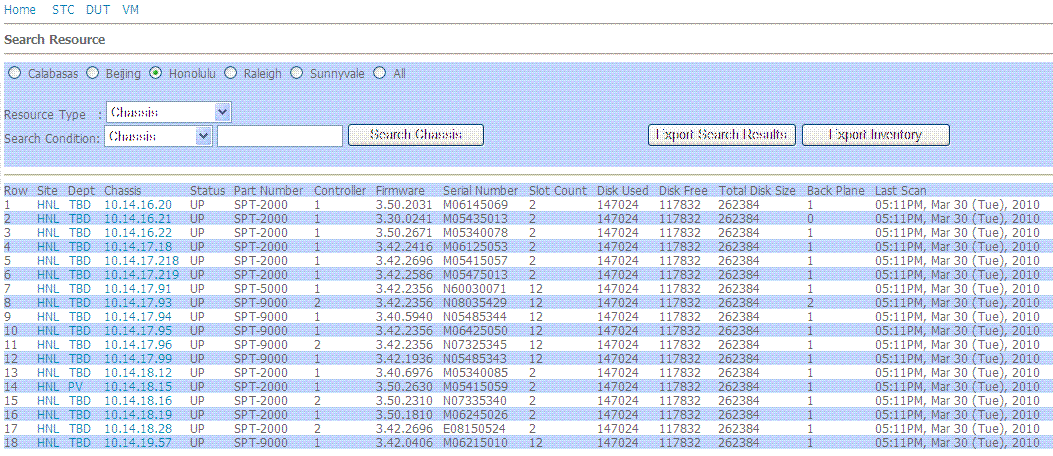 Home STC DUT VM
Search Resource
Calabasas Beijing Honolulu Raleigh Sunnyvale All
Resource Type : Chassis
Search Condition: Chassis Search Chassis Export Search Results Export Inventory
Row Site Dept Chassis Status Part Number Controller Firmware Serial Number Slot Count Disk Used Disk Free Total Disk Size Back Plane Last Scan
1 HNL TBD 10.14.16.20 UP SPT-2000 1 3.50.2031 M06145069 2 147024 117832 262384 1 05:11PM, Mar 30 (Tue), 2010
2 HNL TBD 10.14.16.21 UP SPT-2000 1 3.30.0241 M05435013 2 147024 117832 262384 0 05:11PM, Mar 30 (Tue), 2010
3 HNL TBD 10.14.16.22 UP SPT-2000 1 3.50.2671 M05340078 2 147024 117832 262384 1 05:11PM, Mar 30 (Tue), 2010
4 HNL TBD 10.14.17.18 UP SPT-2000 1 3.42.2416 M06125053 2 147024 117832 262384 1 05:11PM, Mar 30 (Tue), 2010
5 HNL TBD 10.14.17.218 UP SPT-2000 1 3.42.2696 M05415057 2 147024 117832 262384 1 05:11PM, Mar 30 (Tue), 2010
6 HNL TBD 10.14.17.219 UP SPT-2000 1 3.42.2586 M05475013 2 147024 117832 262384 1 05:11PM, Mar 30 (Tue), 2010
7 HNL TBD 10.14.17.91 UP SPT-5000 1 3.42.2356 N60030071 12 147024 117832 262384 1 05:11PM, Mar 30 (Tue), 2010
8 HNL TBD 10.14.17.93 UP SPT-9000 2 3.42.2356 N08035429 12 147024 117832 262384 2 05:11PM, Mar 30 (Tue), 2010
9 HNL TBD 10.14.17.94 UP SPT-9000 1 3.40.5940 N05485344 12 147024 117832 262384 1 05:11PM, Mar 30 (Tue), 2010
10 HNL TBD 10.14.17.95 UP SPT-9000 1 3.42.2356 M06425050 12 147024 117832 262384 1 05:11PM, Mar 30 (Tue), 2010
11 HNL TBD 10.14.17.96 UP SPT-9000 2 3.42.2356 N07325345 12 147024 117832 262384 1 05:11PM, Mar 30 (Tue), 2010
12 HNL TBD 10.14.17.99 UP SPT-9000 1 3.42.1936 N05485343 12 147024 117832 262384 1 05:11PM, Mar 30 (Tue), 2010
13 HNL TBD 10.14.18.12 UP SPT-2000 1 3.40.6976 M05340085 2 147024 117832 262384 1 05:11PM, Mar 30 (Tue), 2010
14 HNL PV 10.14.18.15 UP SPT-2000 1 3.50.2630 M05415059 2 147024 117832 262384 1 05:11PM, Mar 30 (Tue), 2010
15 HNL TBD 10.14.18.16 UP SPT-2000 2 3.50.2310 N07335340 2 147024 117832 262384 1 05:11PM, Mar 30 (Tue), 2010
16 HNL TBD 10.14.18.19 UP SPT-2000 1 3.50.1810 M06245026 2 147024 117832 262384 1 05:11PM, Mar 30 (Tue), 2010
17 HNL TBD 10.14.18.28 UP SPT-2000 2 3.42.2696 E08150524 2 147024 117832 262384 1 05:11PM, Mar 30 (Tue), 2010
18 HNL TBD 10.14.19.57 UP SPT-9000 1 3.42.0406 M06215010 12 147024 117832 262384 1 05:11PM, Mar 30 (Tue), 2010